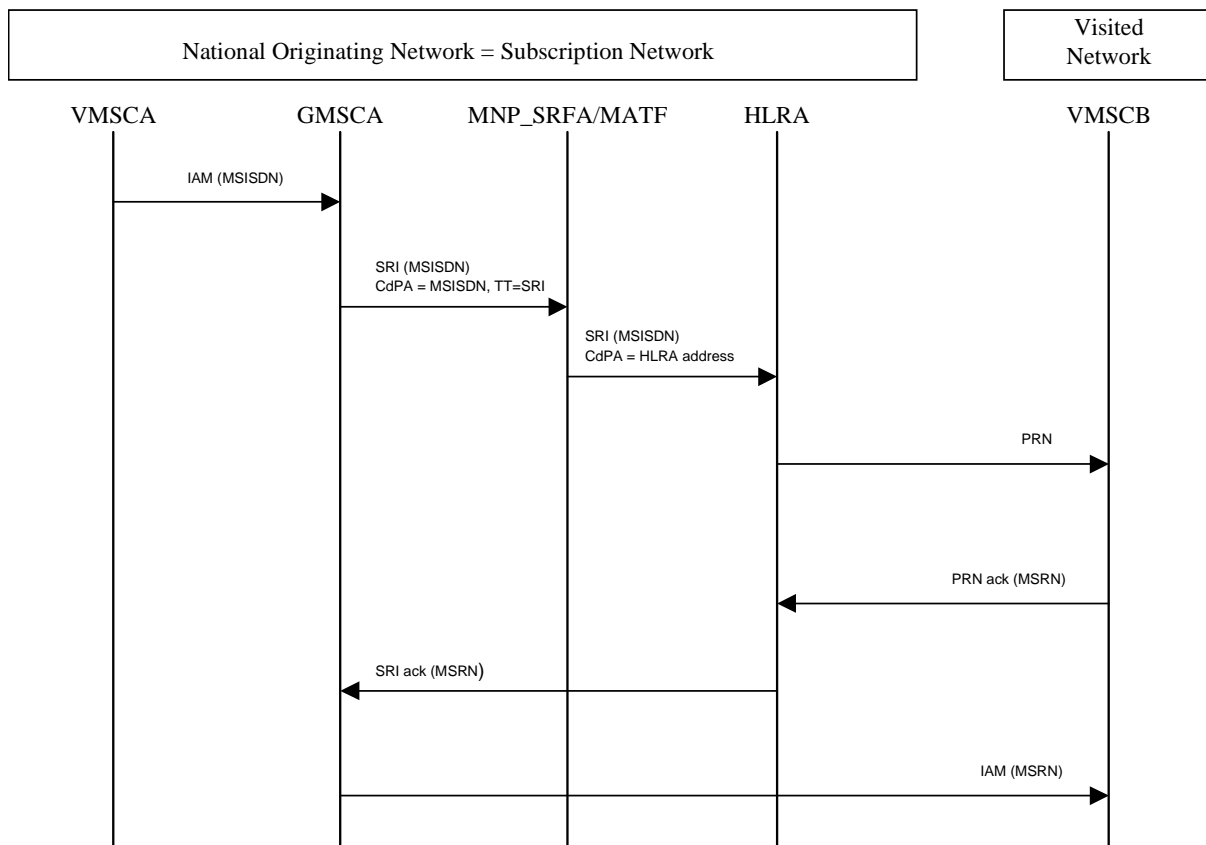 National Originating Network = Subscription Network
Visited
Network
VMSCA
GMSCA
MNP_SRFA/MATF
HLRA
VMSCB
IAM (MSISDN)
SRI (MSISDN)
CdPA = MSISDN, TT=SRI
SRI (MSISDN)
CdPA = HLRA address
PRN
PRN ack (MSRN)
SRI ack (MSRN)
IAM (MSRN)